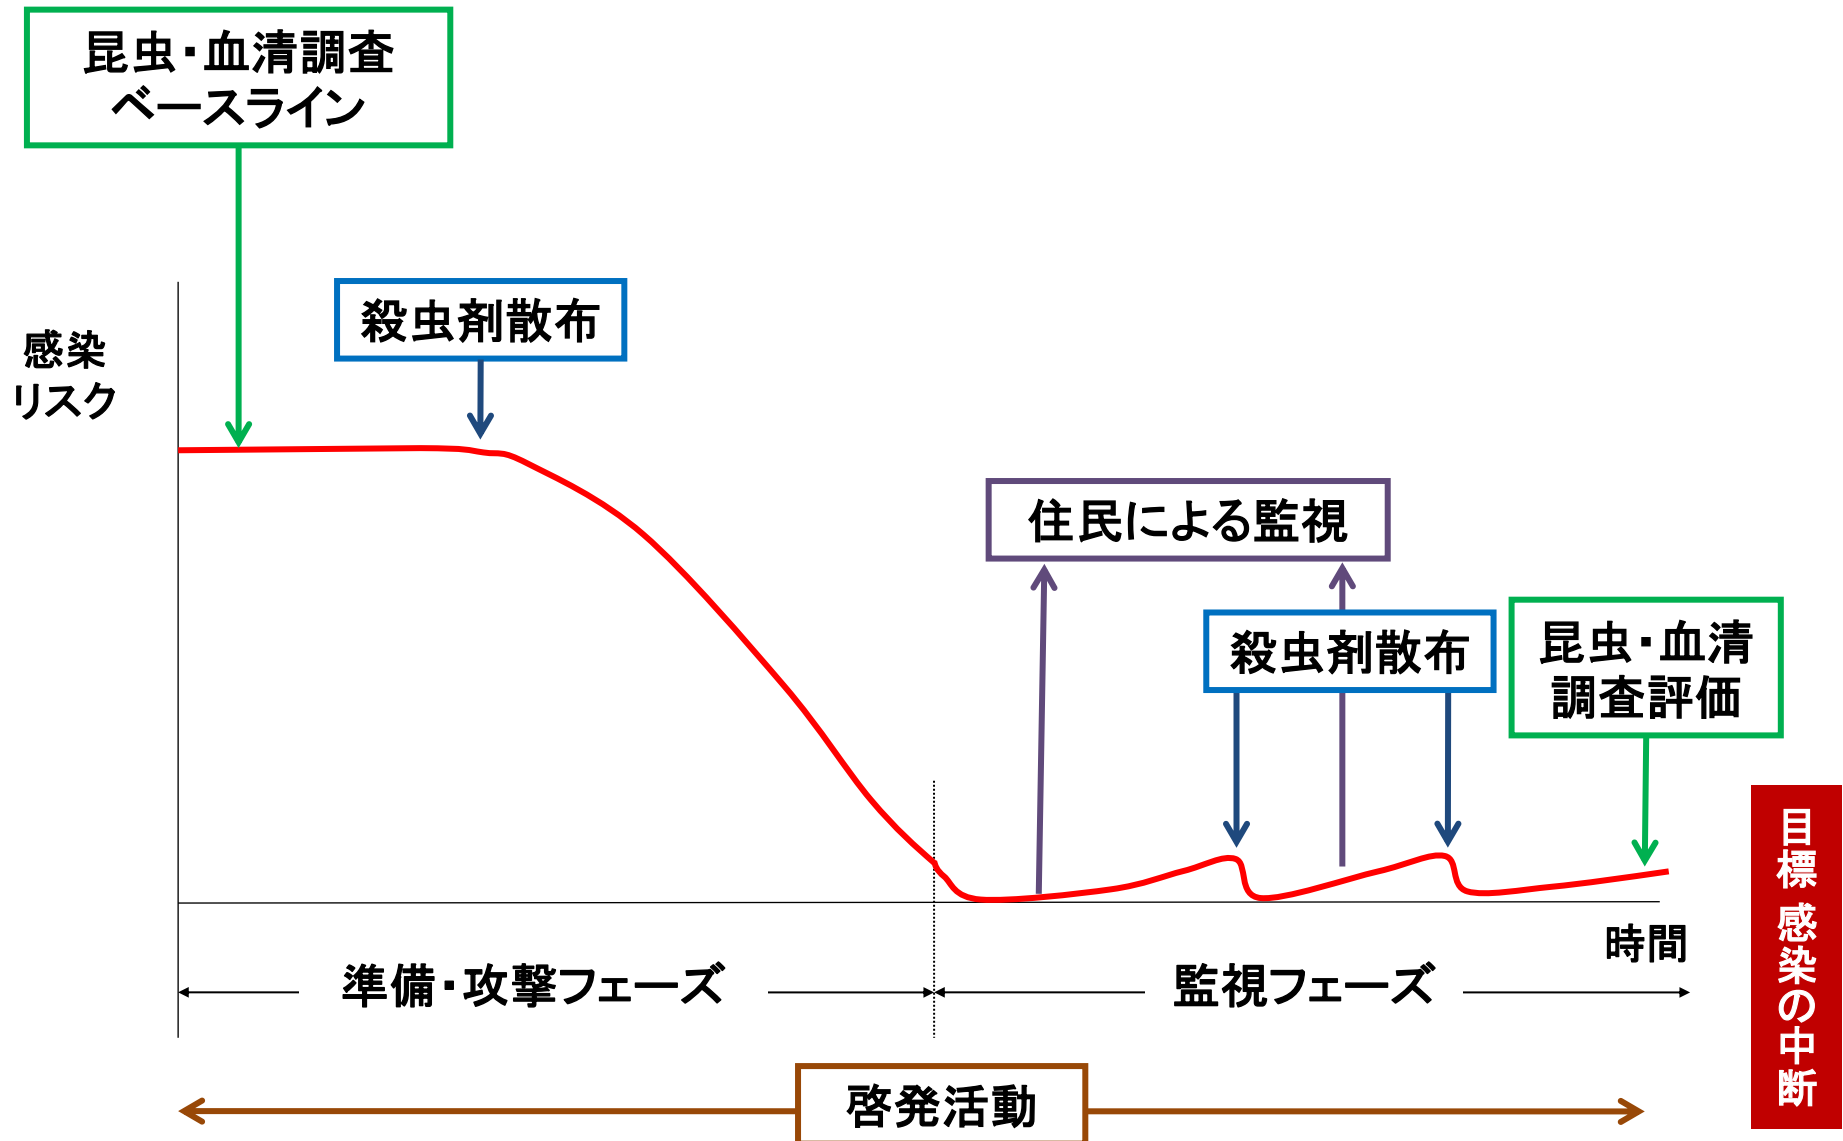 昆虫・血清調査
ベースライン
殺虫剤散布
感染
リスク
住民による監視
殺虫剤散布
昆虫・血清
調査評価
目標 感染の中断
時間
準備・攻撃フェーズ
監視フェーズ
啓発活動